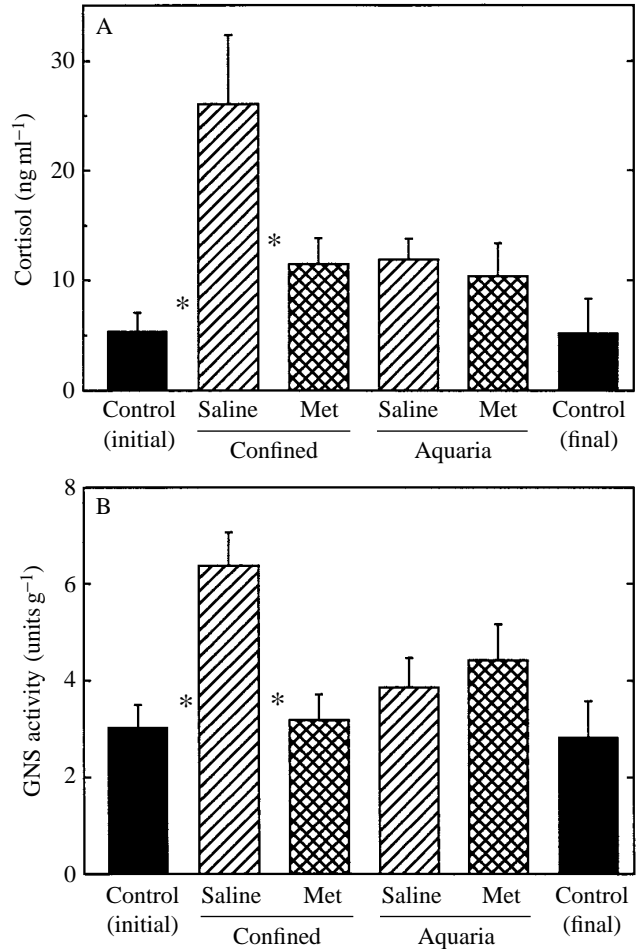 A
Cortisol (ng ml⁻¹)
30
20
10
0
*
*
Control (initial)
Saline
Met
Saline
Met
Control (final)
Confined
Aquaria
B
GNS activity (units g⁻¹)
8
6
4
2
0
*
*
Control (initial)
Saline
Met
Saline
Met
Control (final)
Confined
Aquaria